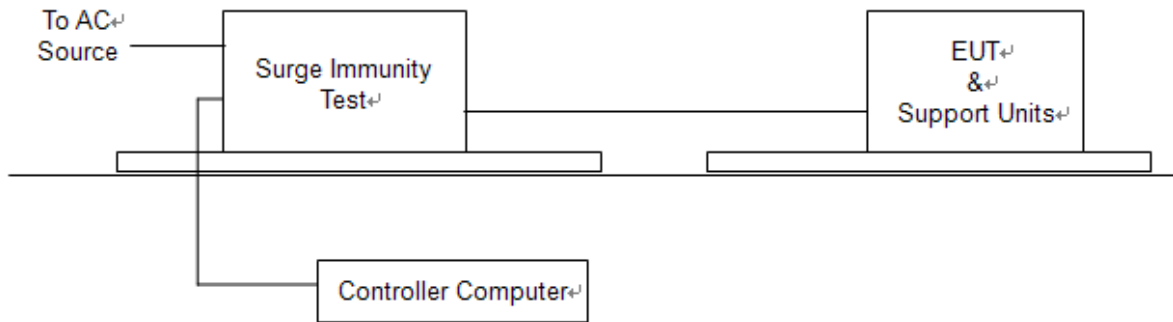 To AC↵
Source
Surge Immunity
Test↵
EUT↵
&↵
Support Units↵
Controller Computer↵